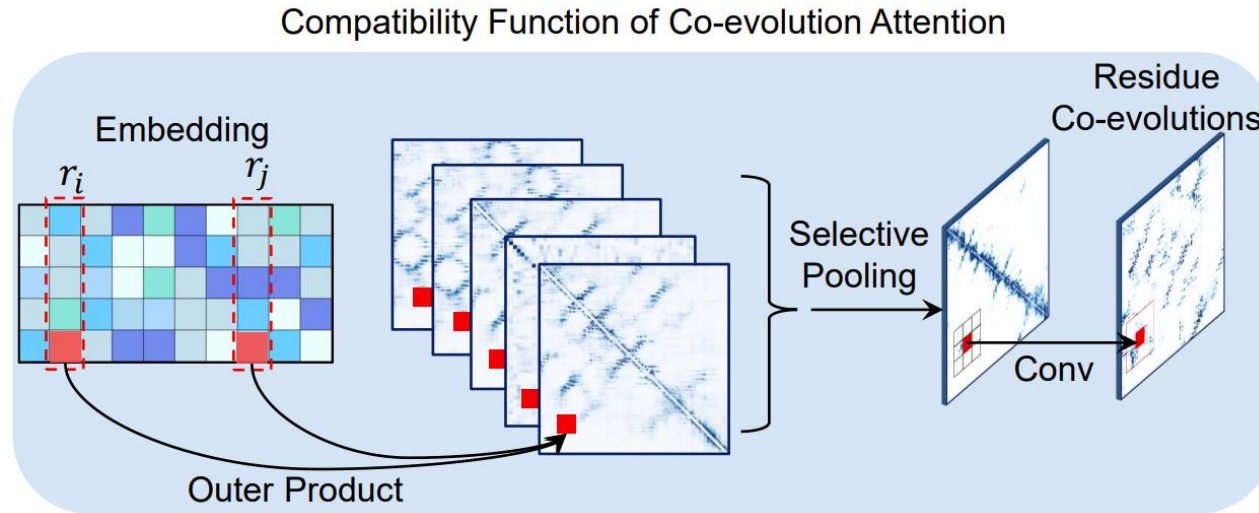 Compatibility Function of Co-evolution Attention
Embedding
r_i
r_j
Outer Product
Selective
Pooling
Conv
Residue
Co-evolutions